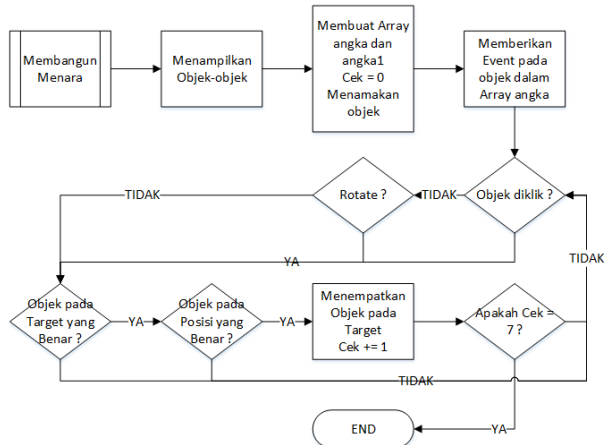 Membangun
Menara
Menampilkan
Objek-objek
Membuat Array
angka dan
angka1
Cek = 0
Menamakan
objek
Memberikan
Event pada
objek dalam
Array angka
Objek diklik ?
TIDAK
Rotate ?
TIDAK
YA
TIDAK
Objek pada
Target yang
Benar ?
YA
Objek pada
Posisi yang
Benar ?
YA
Menempatkan
Objek pada
Target
Cek += 1
Apakah Cek =
7 ?
TIDAK
YA
END